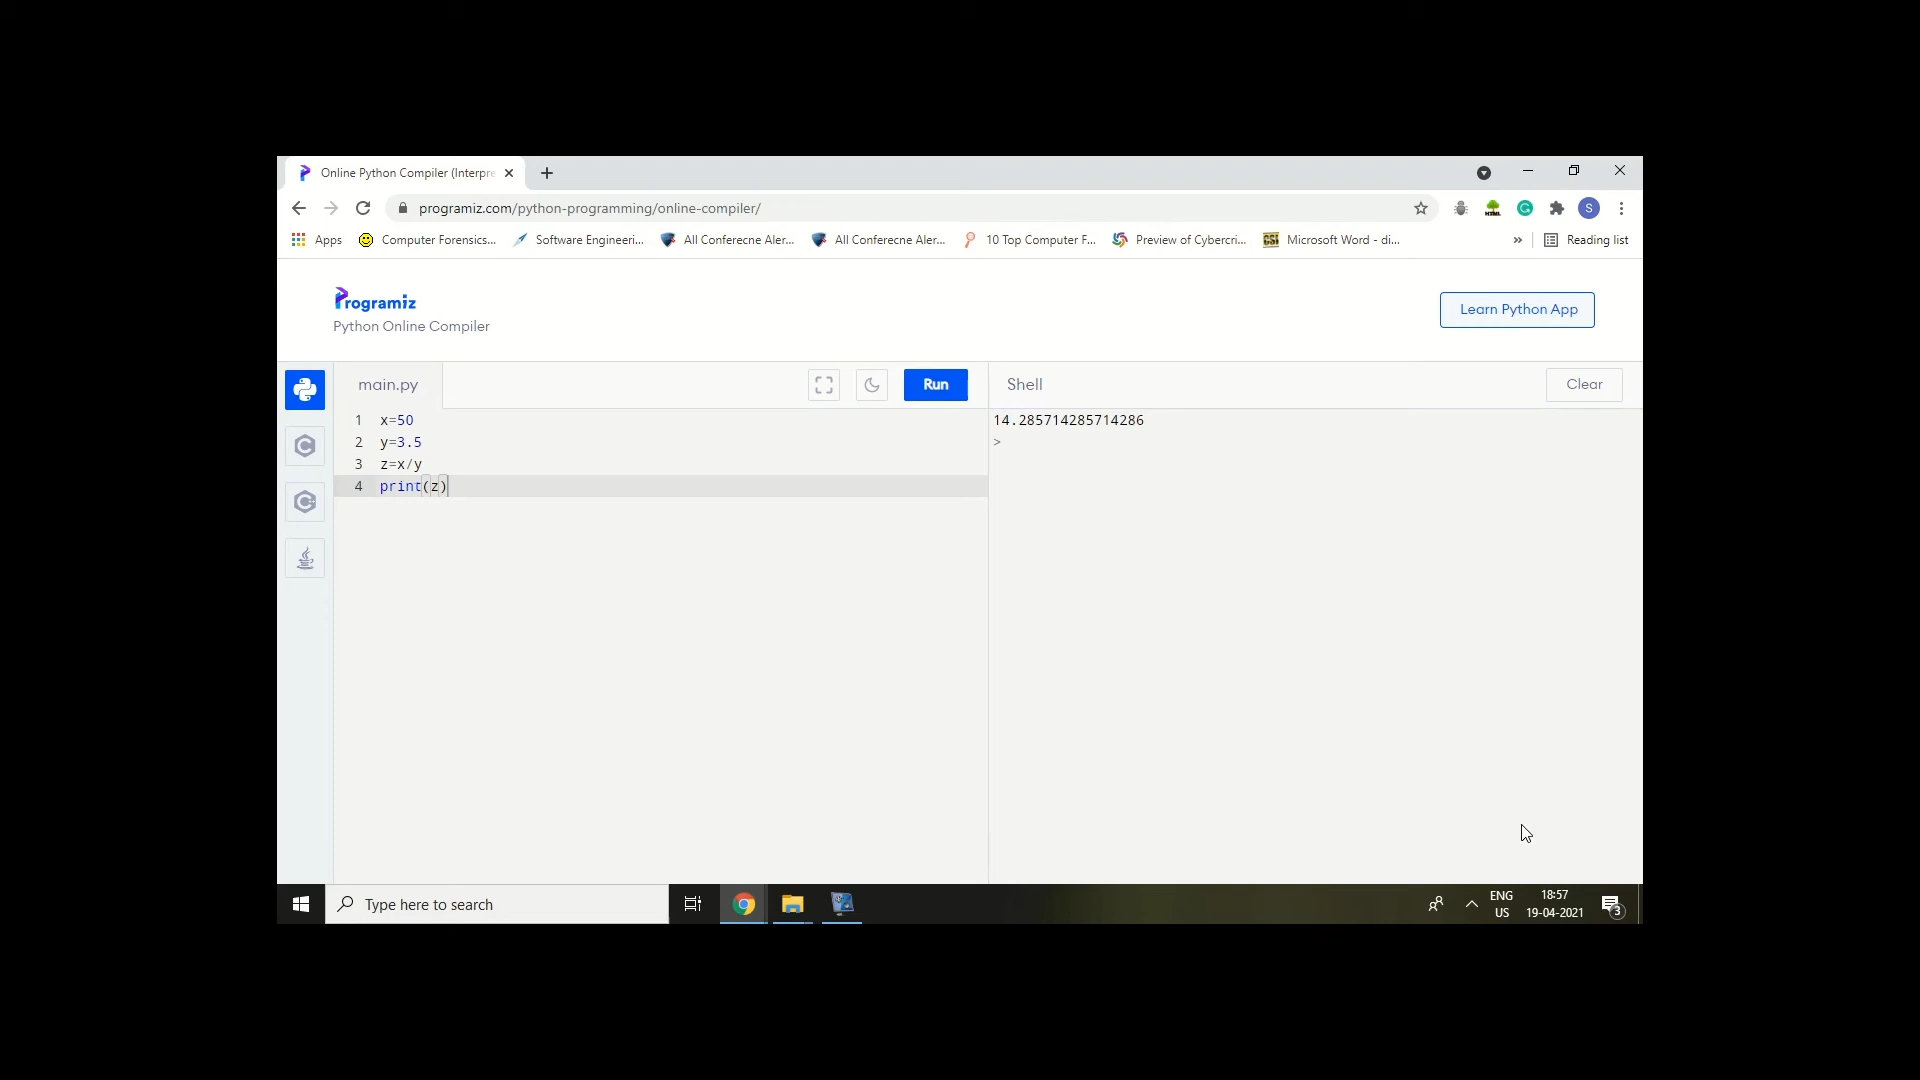 Online Python Compiler (Interpre
programiz.com/python-programming/online-compiler/
Apps Computer Forensics... Software Engineeri... All Conferecne Aler... All Conferecne Aler... 10 Top Computer F... Preview of Cybercri... Microsoft Word - di... » Reading list
S
Programiz
Python Online Compiler
Learn Python App
main.py
Run
Shell
Clear
1 x=50
2 y=3.5
3 z=x/y
4 print(z)
14.285714285714286
>
Type here to search
ENG
US
18:57
19-04-2021
3